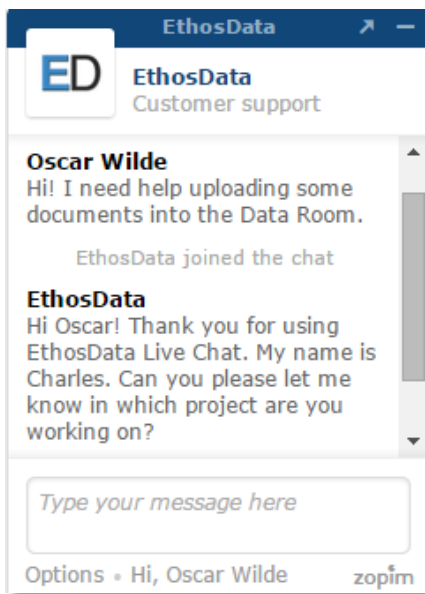 EthosData
ED
EthosData
Customer support
Oscar Wilde
Hi! I need help uploading some
documents into the Data Room.
EthosData joined the chat
EthosData
Hi Oscar! Thank you for using
EthosData Live Chat. My name is
Charles. Can you please let me
know in which project are you
working on?
Type your message here
Options • Hi, Oscar Wilde
zopim